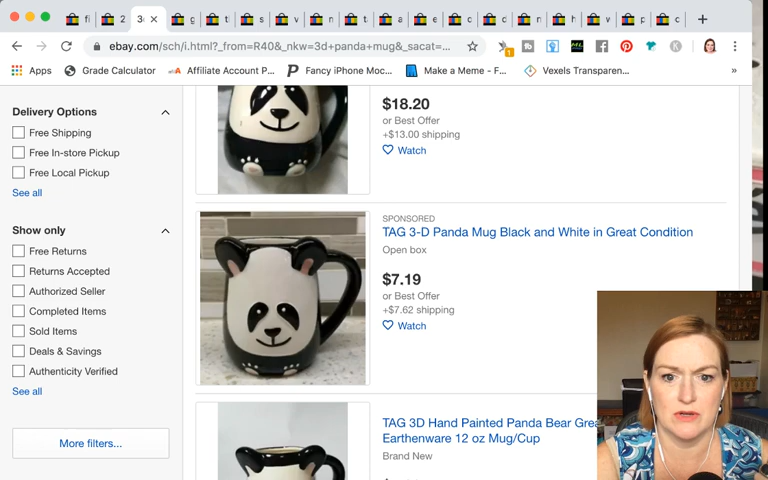 fi
2
3
g
t
s
v
n
t
a
e
c
d
n
h
w
p
c
ebay.com/sch/i.html?_from=R40&_nkw=3d+panda+mug&_sacat=...
1
Apps
Grade Calculator
Affiliate Account P...
Fancy iPhone Moc...
Make a Meme - F...
Vexels Transparen...
»
Delivery Options
Free Shipping
Free In-store Pickup
Free Local Pickup
See all
Show only
Free Returns
Returns Accepted
Authorized Seller
Completed Items
Sold Items
Deals & Savings
Authenticity Verified
See all
More filters...
$18.20
or Best Offer
+$13.00 shipping
Watch
SPONSORED
TAG 3-D Panda Mug Black and White in Great Condition
Open box
$7.19
or Best Offer
+$7.62 shipping
Watch
TAG 3D Hand Painted Panda Bear Grea
Earthenware 12 oz Mug/Cup
Brand New